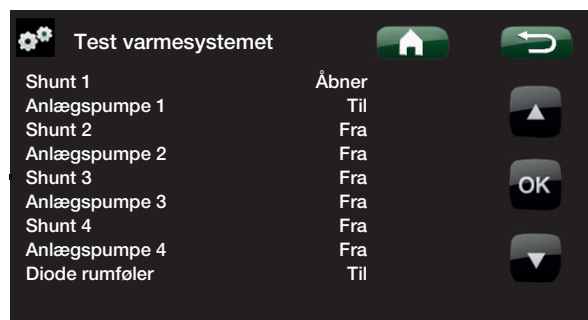 Test varmesystemet
Shunt 1 Åbner
Anlægspumpe 1 Til
Shunt 2 Fra
Anlægspumpe 2 Fra
Shunt 3 Fra
Anlægspumpe 3 Fra
Shunt 4 Fra
Anlægspumpe 4 Fra
Diode rumføler Til
OK